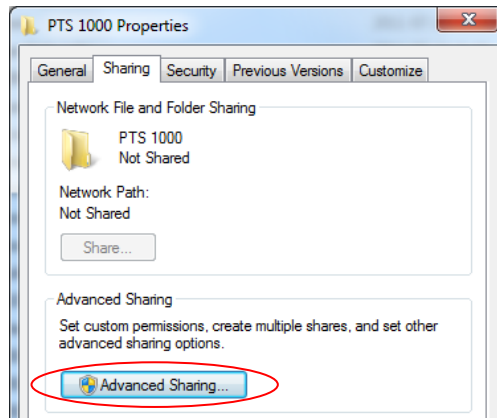 PTS 1000 Properties
General Sharing Security Previous Versions Customize
Network File and Folder Sharing
PTS 1000
Not Shared
Network Path:
Not Shared
Share...
Advanced Sharing
Set custom permissions, create multiple shares, and set other
advanced sharing options.
Advanced Sharing...